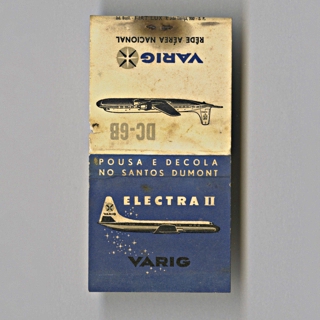 REDE AÉREA NACIONAL
VARIG
DC-6B
POUSA E DECOLA
NO SANTOS DUMONT
ELECTRA II
VARIG